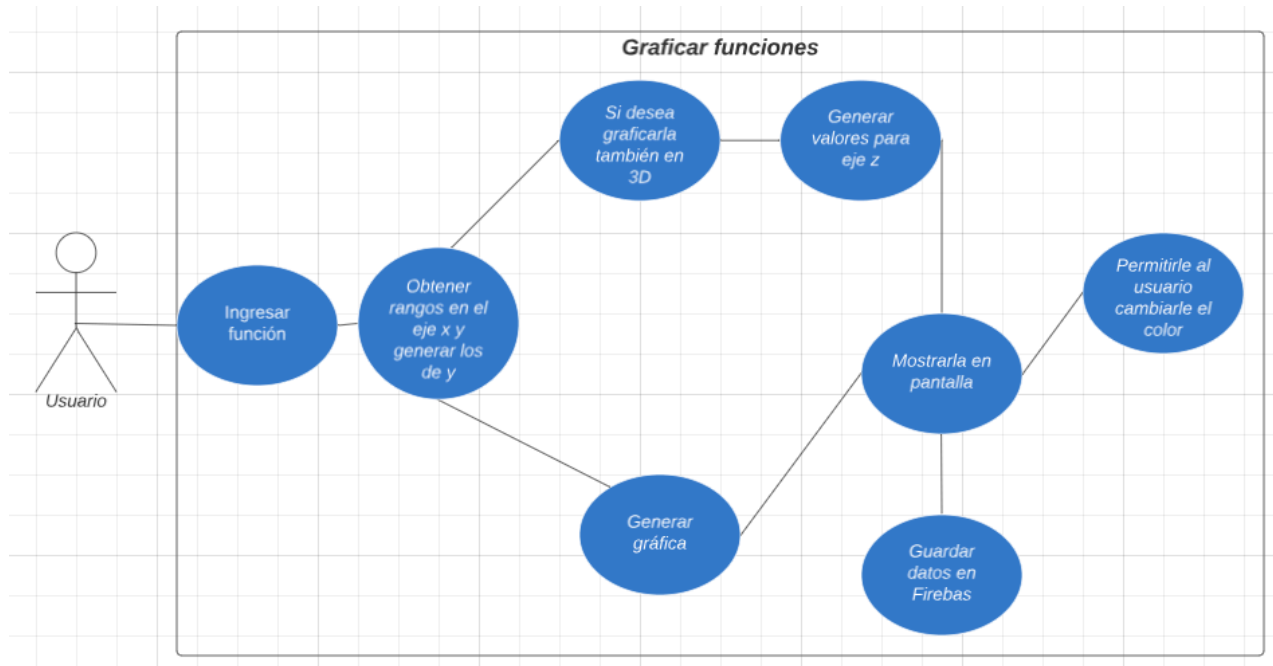 Graficar funciones
Si desea
graficarla
también en
3D
Generar
valores para
eje z
Ingresar
función
Obtener
rangos en el
eje x y
generar los
de y
Usuario
Mostrarla en
pantalla
Permitirle al
usuario
cambiarle el
color
Generar
gráfica
Guardar
datos en
Firebas